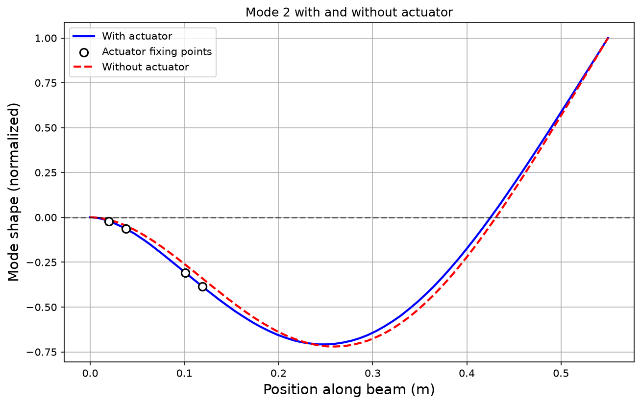 Mode 2 with and without actuator
With actuator
Actuator fixing points
Without actuator
Mode shape (normalized)
1.00
0.75
0.50
0.25
0.00
−0.25
−0.50
−0.75
0.0 0.1 0.2 0.3 0.4 0.5
Position along beam (m)